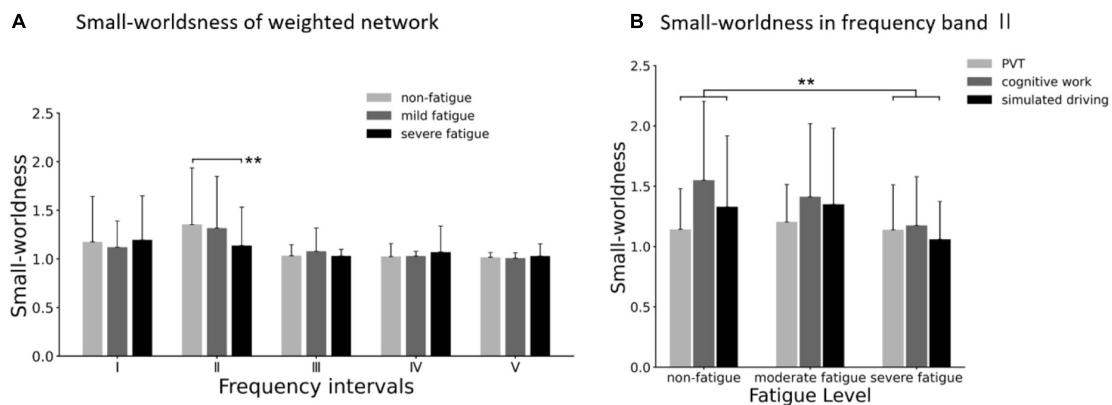 A Small-worldsness of weighted network
Small-worldness
2.5
2.0
1.5
1.0
0.5
0.0
non-fatigue
mild fatigue
severe fatigue
**
I II III IV V
Frequency intervals
B Small-worldness in frequency band II
Small-worldness
2.5
2.0
1.5
1.0
0.5
0.0
PVT
cognitive work
simulated driving
**
non-fatigue moderate fatigue severe fatigue
Fatigue Level